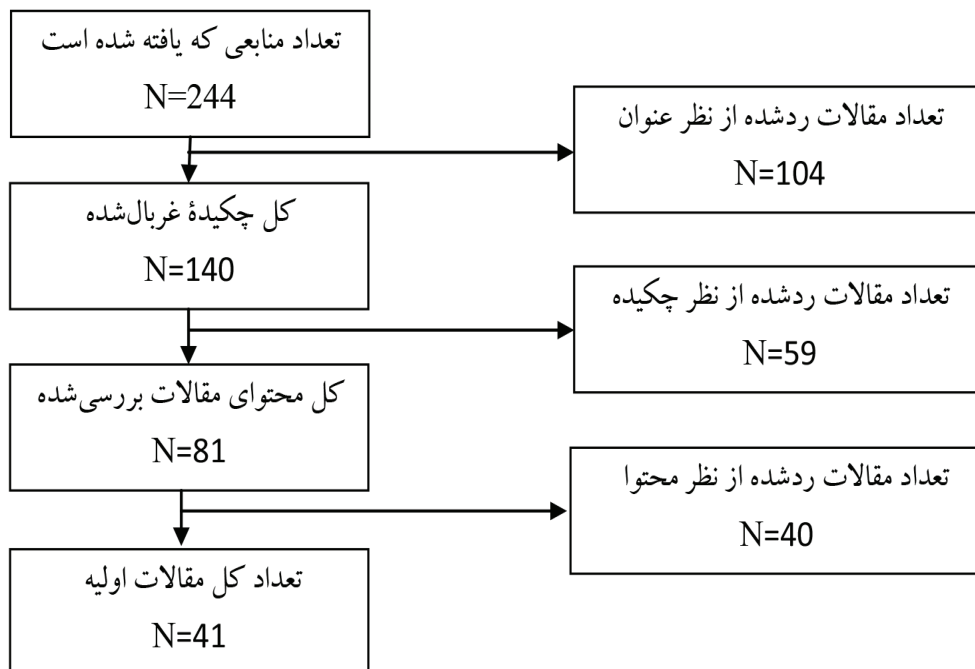 تعداد منابعی که یافته شده است
N=244
تعداد مقالات ردشده از نظر عنوان
N=104
کل چکیدۀ غربال‌شده
N=140
تعداد مقالات ردشده از نظر چکیده
N=59
کل محتوای مقالات بررسی‌شده
N=81
تعداد مقالات ردشده از نظر محتوا
N=40
تعداد کل مقالات اولیه
N=41